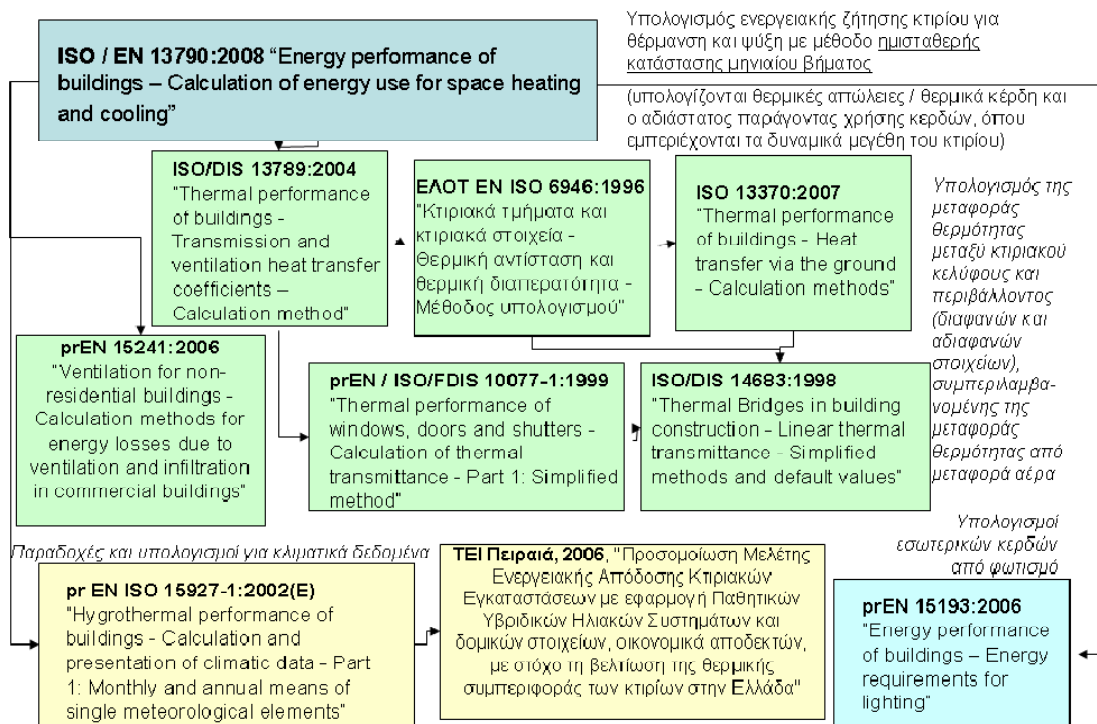 ISO / EN 13790:2008 “Energy performance of
buildings – Calculation of energy use for space heating
and cooling”
Υπολογισμός ενεργειακής ζήτησης κτιρίου για
θέρμανση και ψύξη με μέθοδο ημισταθερής
κατάστασης μηνιαίου βήματος
(υπολογίζονται θερμικές απώλειες / θερμικά κέρδη και
ο αδιάστατος παράγοντας χρήσης κερδών, όπου
εμπεριέχονται τα δυναμικά μεγέθη του κτιρίου)
ISO/DIS 13789:2004
“Thermal performance
of buildings -
Transmission and
ventilation heat transfer
coefficients –
Calculation method”
ΕΛΟΤ EN ISO 6946:1996
“Κτιριακά τμήματα και
κτιριακά στοιχεία -
Θερμική αντίσταση και
θερμική διαπερατότητα -
Μέθοδος υπολογισμού”
ISO 13370:2007
“Thermal performance
of buildings - Heat
transfer via the ground
- Calculation methods”
Υπολογισμός της
μεταφοράς
θερμότητας
μεταξύ κτιριακού
κελύφους και
περιβάλλοντος
(διαφανών και
αδιαφανών
στοιχείων),
συμπεριλαμβα-
νομένης της
μεταφοράς
θερμότητας από
μεταφορά αέρα
prEN 15241:2006
“Ventilation for non-
residential buildings -
Calculation methods for
energy losses due to
ventilation and infiltration
in commercial buildings”
prEN / ISO/FDIS 10077-1:1999
“Thermal performance of
windows, doors and shutters -
Calculation of thermal
transmittance - Part 1: Simplified
method”
ISO/DIS 14683:1998
“Thermal Bridges in building
construction - Linear thermal
transmittance - Simplified
methods and default values”
Παραδοχές και υπολογισμοί για κλιματικά δεδομένα
pr EN ISO 15927-1:2002(E)
“Hygrothermal performance of
buildings - Calculation and
presentation of climatic data - Part
1: Monthly and annual means of
single meteorological elements”
ΤΕΙ Πειραιά, 2006, "Προσομοίωση Μελέτης
Ενεργειακής Απόδοσης Κτιριακών
Εγκαταστάσεων με εφαρμογή Παθητικών
Υβριδικών Ηλιακών Συστημάτων και
δομικών στοιχείων, οικονομικά αποδεκτών,
με στόχο τη βελτίωση της θερμικής
συμπεριφοράς των κτιρίων στην Ελλάδα"
Υπολογισμοί
εσωτερικών κερδών
από φωτισμό
prEN 15193:2006
“Energy performance
of buildings – Energy
requirements for
lighting”